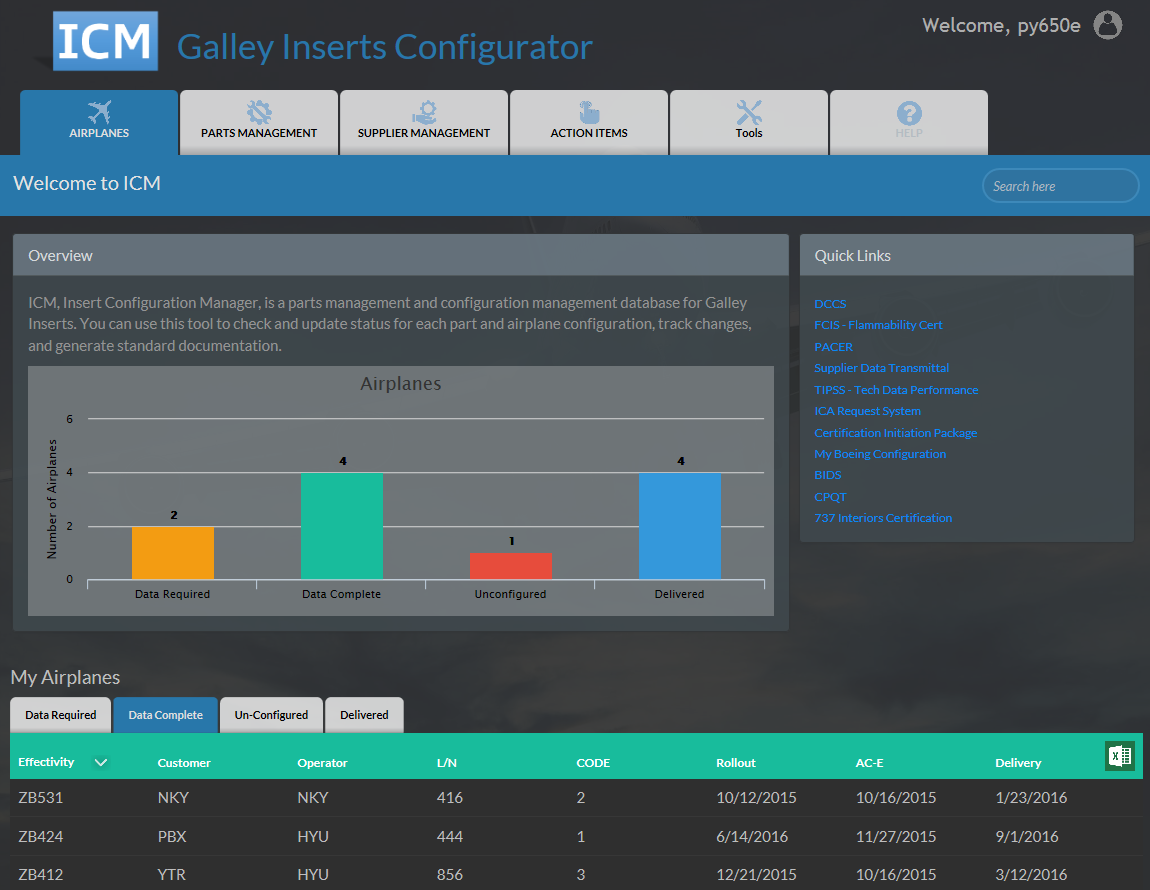 ICM Galley Inserts Configurator
Welcome, py650e
AIRPLANES
PARTS MANAGEMENT
SUPPLIER MANAGEMENT
ACTION ITEMS
Tools
HELP
Welcome to ICM
Search here
Overview
ICM, Insert Configuration Manager, is a parts management and configuration management database for Galley
Inserts. You can use this tool to check and update status for each part and airplane configuration, track changes,
and generate standard documentation.
Airplanes
Number of Airplanes
6
4
2
0
2
4
1
4
Data Required
Data Complete
Unconfigured
Delivered
Quick Links
DCCS
FCIS - Flammability Cert
PACER
Supplier Data Transmittal
TIPSS - Tech Data Performance
ICA Request System
Certification Initiation Package
My Boeing Configuration
BIDS
CPQT
737 Interiors Certification
My Airplanes
Data Required
Data Complete
Un-Configured
Delivered
Effectivity Customer Operator L/N CODE Rollout AC-E Delivery
ZB531 NKY NKY 416 2 10/12/2015 10/16/2015 1/23/2016
ZB424 PBX HYU 444 1 6/14/2016 11/27/2015 9/1/2016
ZB412 YTR HYU 856 3 12/21/2015 10/16/2015 3/12/2016